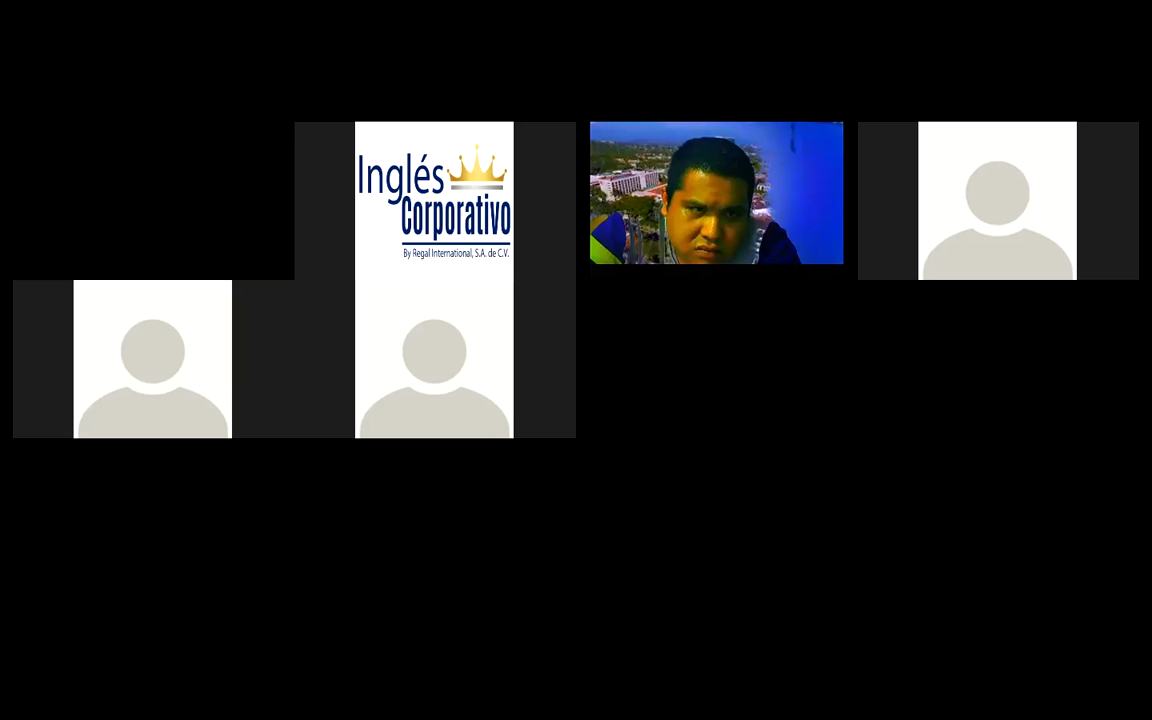 Inglés
Corporativo
By Regal International, S.A. de C.V.